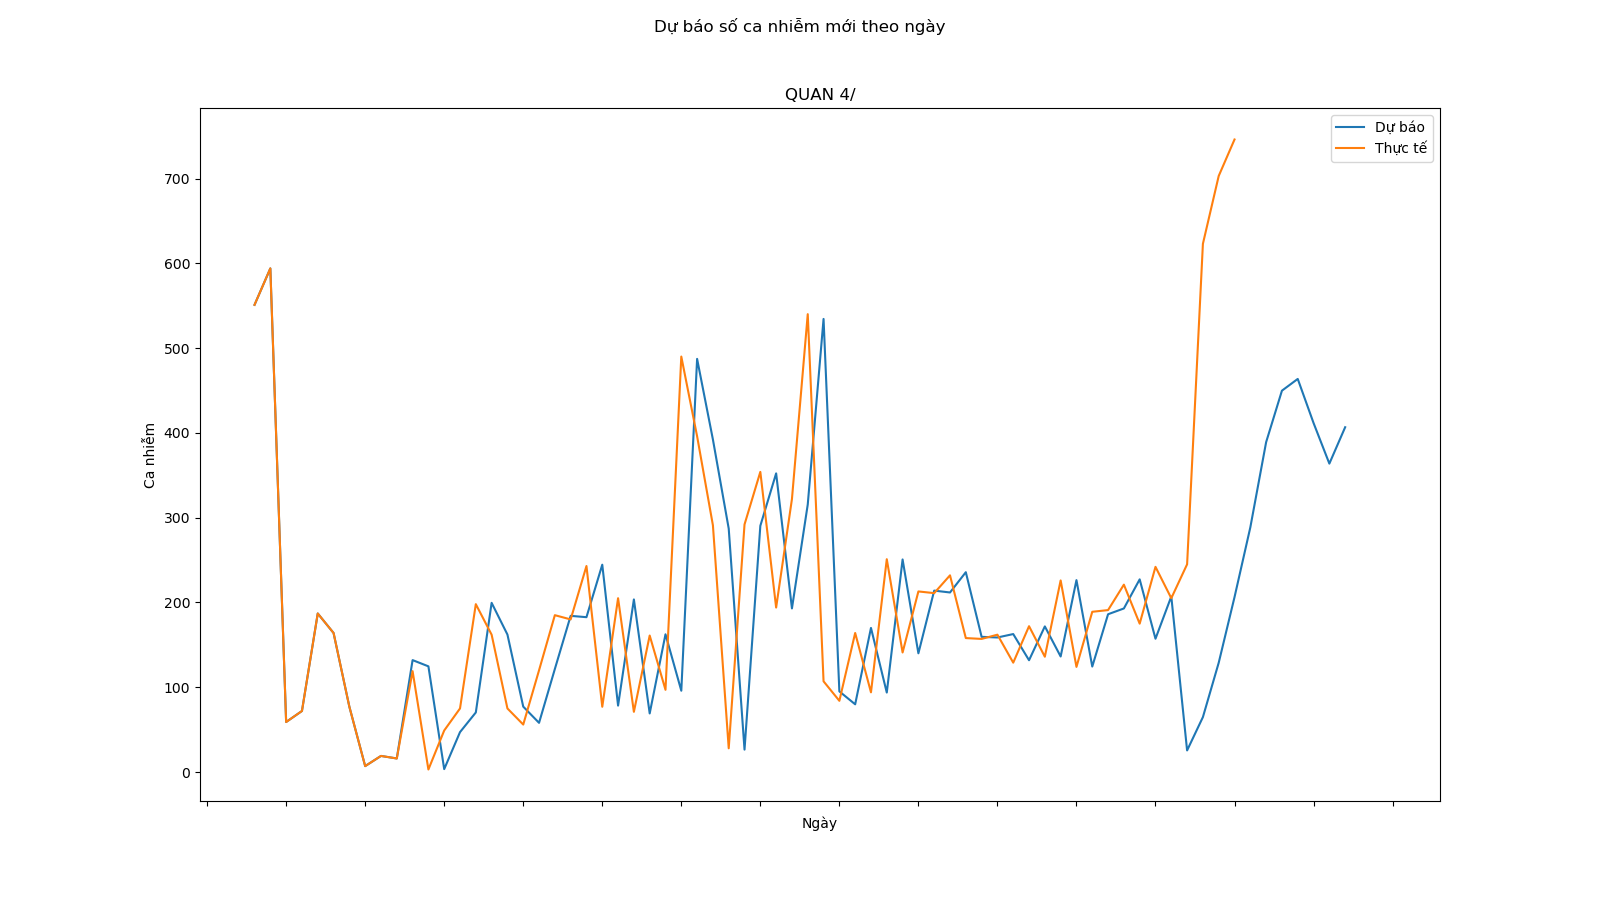 Dự báo số ca nhiễm mới theo ngày
QUAN 4/
Dự báo
Thực tế
700
600
500
400
300
200
100
0
Ca nhiễm
Ngày